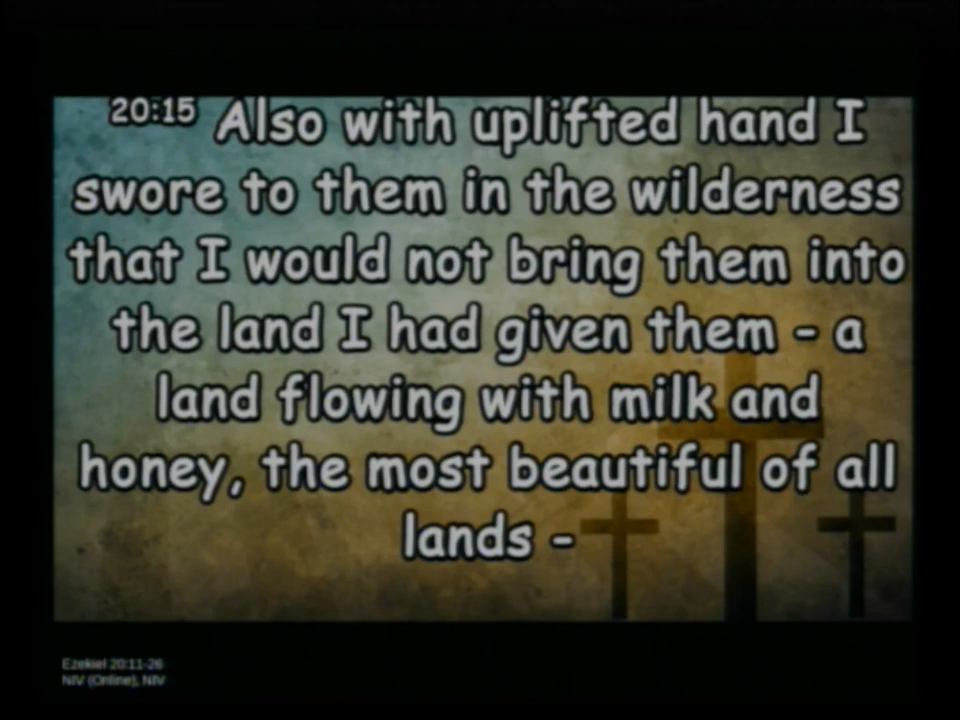 20:15 Also with uplifted hand I
swore to them in the wilderness
that I would not bring them into
the land I had given them - a
land flowing with milk and
honey, the most beautiful of all
lands -
Ezekiel 20:11-26
NIV (Online), NIV